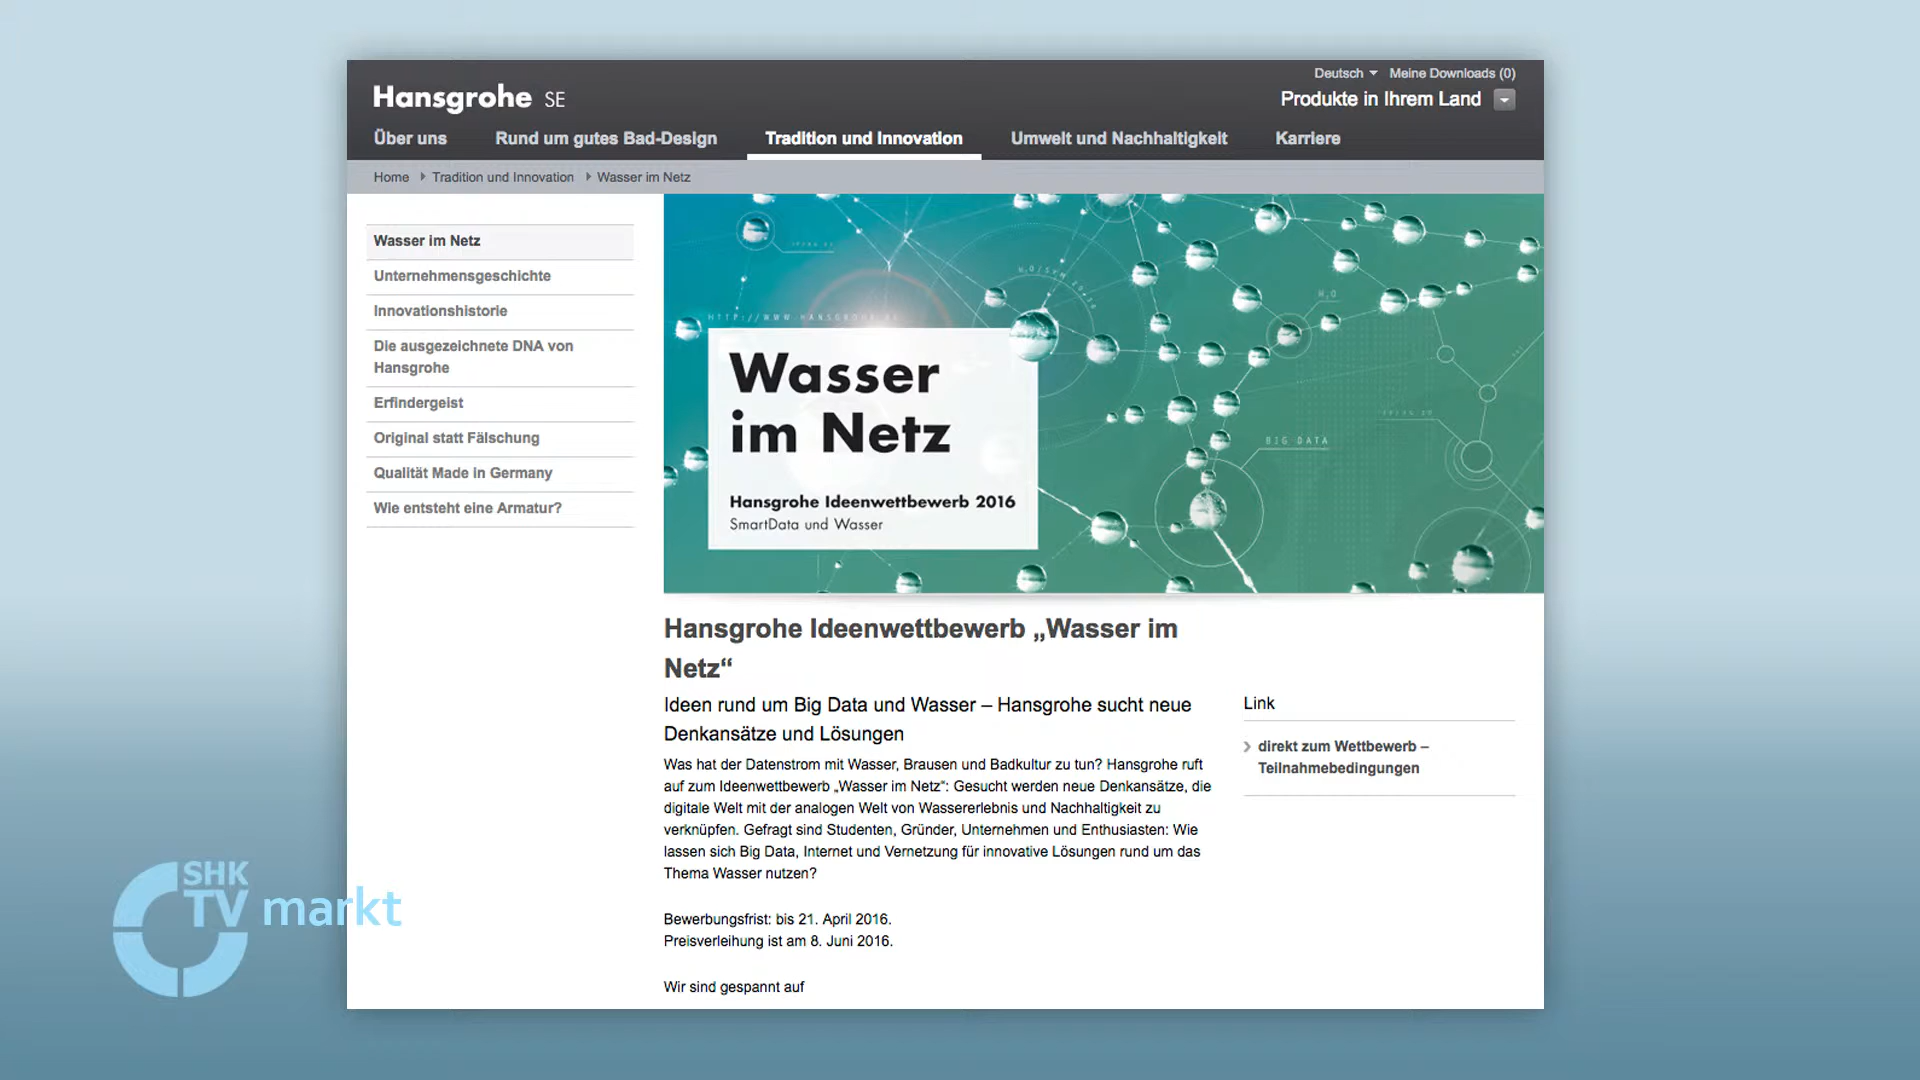 Deutsch Meine Downloads (0)
Hansgrohe SE
Produkte in Ihrem Land
Über uns Rund um gutes Bad-Design Tradition und Innovation Umwelt und Nachhaltigkeit Karriere
Home Tradition und Innovation Wasser im Netz
Wasser im Netz
Unternehmensgeschichte
Innovationshistorie
Die ausgezeichnete DNA von
Hansgrohe
Erfindergeist
Original statt Fälschung
Qualität Made in Germany
Wie entsteht eine Armatur?
H2O
BIG DATA
Wasser
im Netz
Hansgrohe Ideenwettbewerb 2016
SmartData und Wasser
Hansgrohe Ideenwettbewerb „Wasser im
Netz“
Ideen rund um Big Data und Wasser – Hansgrohe sucht neue
Denkansätze und Lösungen
Was hat der Datenstrom mit Wasser, Brausen und Badkultur zu tun? Hansgrohe ruft
auf zum Ideenwettbewerb „Wasser im Netz“: Gesucht werden neue Denkansätze, die
digitale Welt mit der analogen Welt von Wassererlebnis und Nachhaltigkeit zu
verknüpfen. Gefragt sind Studenten, Gründer, Unternehmen und Enthusiasten: Wie
lassen sich Big Data, Internet und Vernetzung für innovative Lösungen rund um das
Thema Wasser nutzen?
Bewerbungsfrist: bis 21. April 2016.
Preisverleihung ist am 8. Juni 2016.
Wir sind gespannt auf
Link
direkt zum Wettbewerb –
Teilnahmebedingungen
SHK
TV markt